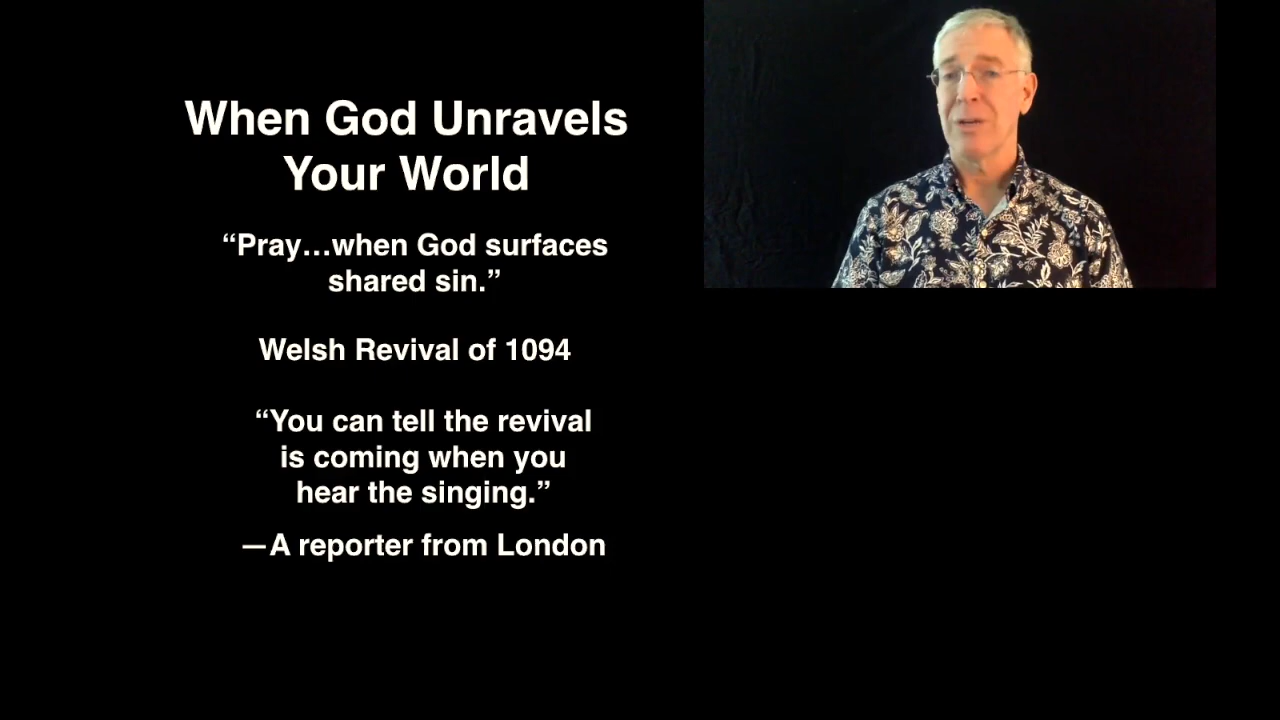 When God Unravels
Your World
“Pray…when God surfaces
shared sin.”
Welsh Revival of 1094
“You can tell the revival
is coming when you
hear the singing.”
—A reporter from London